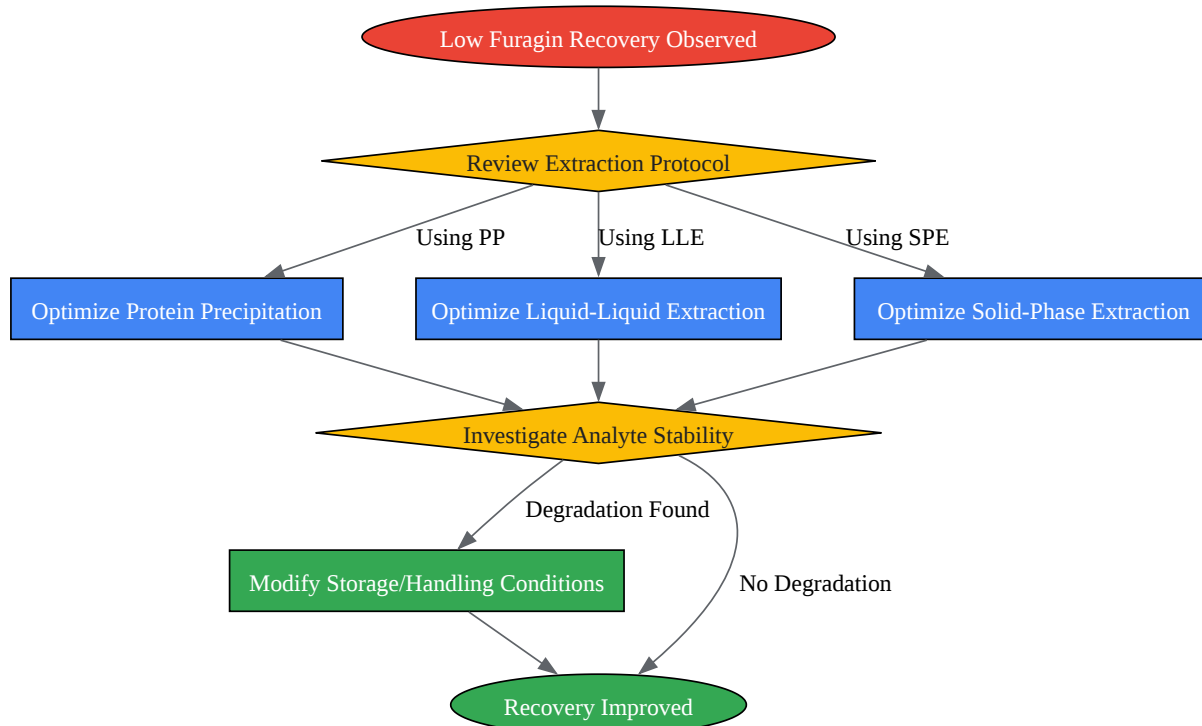 Low Furagin Recovery Observed
Review Extraction Protocol
Using PP
Using LLE
Using SPE
Optimize Protein Precipitation
Optimize Liquid-Liquid Extraction
Optimize Solid-Phase Extraction
Investigate Analyte Stability
Degradation Found
Modify Storage/Handling Conditions
No Degradation
Recovery Improved